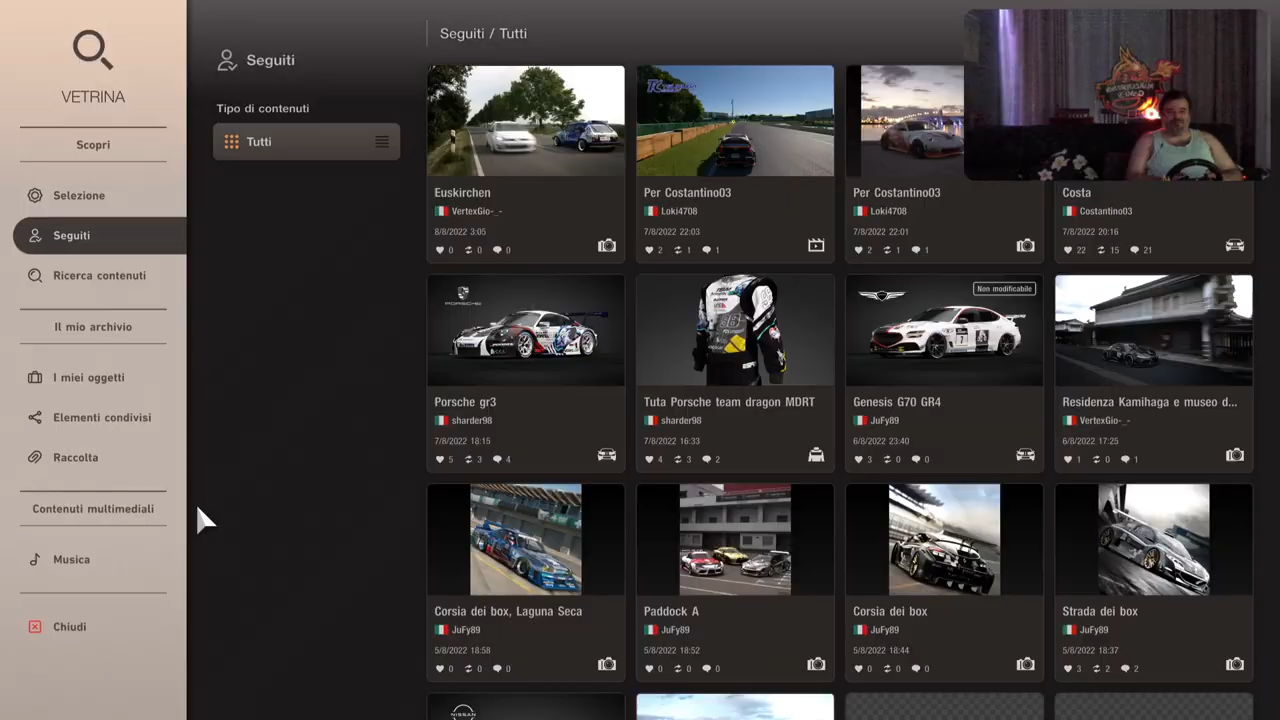 VETRINA
Scopri
Selezione
Seguiti
Ricerca contenuti
Il mio archivio
I miei oggetti
Elementi condivisi
Raccolta
Contenuti multimediali
Musica
Chiudi
Seguiti
Tipo di contenuti
Tutti
Seguiti / Tutti
Euskirchen
VertexGio-_-
8/8/2022 3:05
0 0 0
Per Costantino03
Loki4708
7/8/2022 22:03
2 1 1
Per Costantino03
Loki4708
7/8/2022 22:01
2 1 1
Costa
Costantino03
7/8/2022 20:16
22 15 21
PORSCHE
Porsche gr3
sharder98
7/8/2022 18:15
5 3 4
Tuta Porsche team dragon MDRT
sharder98
7/8/2022 16:33
4 3 2
Non modificabile
Genesis G70 GR4
JuFy89
6/8/2022 23:40
3 0 0
Residenza Kamihaga e museo d...
VertexGio-_-
6/8/2022 17:25
1 0 1
Corsia dei box, Laguna Seca
JuFy89
5/8/2022 18:58
0 0 0
Paddock A
JuFy89
5/8/2022 18:52
0 0 0
Corsia dei box
JuFy89
5/8/2022 18:44
0 0 0
Strada dei box
JuFy89
5/8/2022 18:37
3 2 2
NISSAN